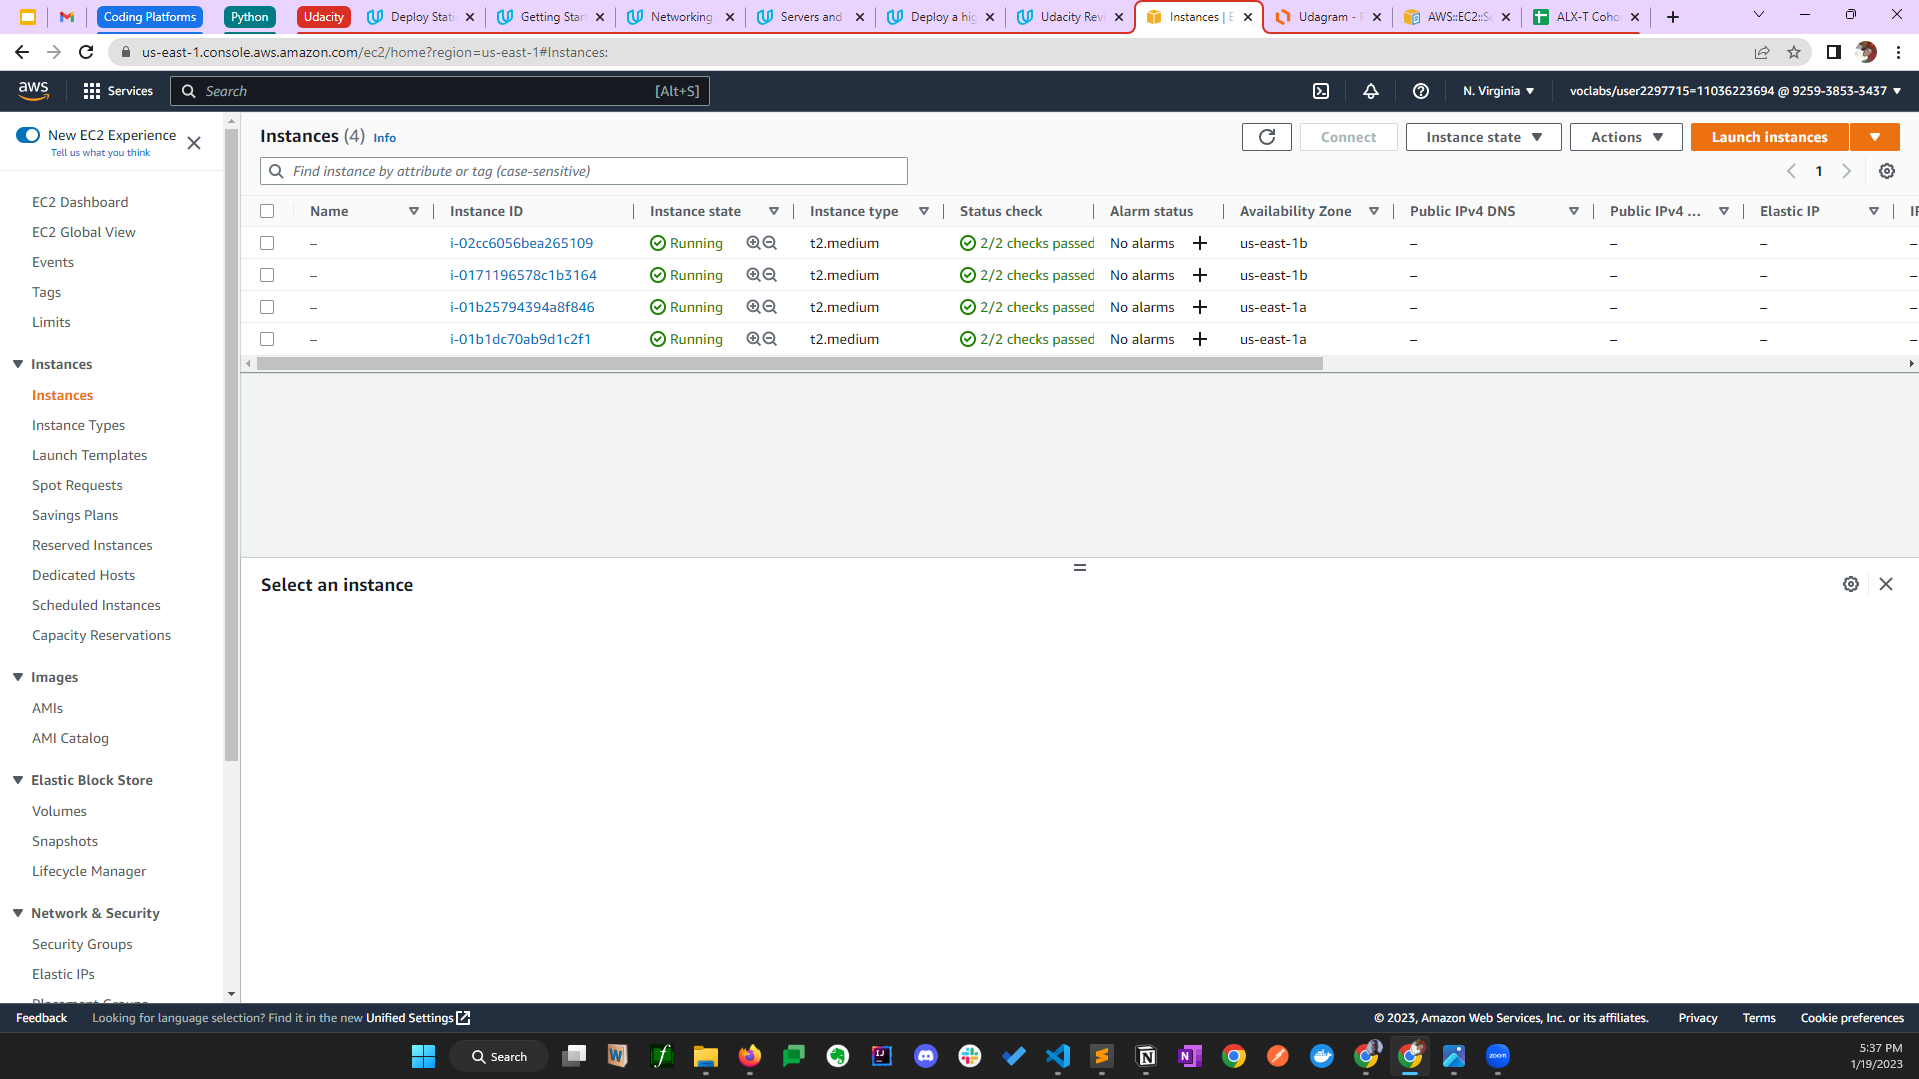 Coding Platforms
Python
Udacity
Deploy Stati
Getting Star
Networking
Servers and
Deploy a hig
Udacity Revi
Instances | E
Udagram - P
AWS::EC2::Se
ALX-T Coho
us-east-1.console.aws.amazon.com/ec2/home?region=us-east-1#Instances:
aws
Services
Search
[Alt+S]
N. Virginia
voclabs/user2297715=11036223694 @ 9259-3853-3437
New EC2 Experience
Tell us what you think
EC2 Dashboard
EC2 Global View
Events
Tags
Limits
Instances
Instances
Instance Types
Launch Templates
Spot Requests
Savings Plans
Reserved Instances
Dedicated Hosts
Scheduled Instances
Capacity Reservations
Images
AMIs
AMI Catalog
Elastic Block Store
Volumes
Snapshots
Lifecycle Manager
Network & Security
Security Groups
Elastic IPs
Instances (4) Info
Connect
Instance state
Actions
Launch instances
Find instance by attribute or tag (case-sensitive)
1
Name Instance ID Instance state Instance type Status check Alarm status Availability Zone Public IPv4 DNS Public IPv4 ... Elastic IP IP
– i-02cc6056bea265109 Running t2.medium 2/2 checks passed No alarms + us-east-1b – – – –
– i-0171196578c1b3164 Running t2.medium 2/2 checks passed No alarms + us-east-1b – – – –
– i-01b25794394a8f846 Running t2.medium 2/2 checks passed No alarms + us-east-1a – – – –
– i-01b1dc70ab9d1c2f1 Running t2.medium 2/2 checks passed No alarms + us-east-1a – – – –
Select an instance
Feedback
Looking for language selection? Find it in the new Unified Settings
© 2023, Amazon Web Services, Inc. or its affiliates.
Privacy
Terms
Cookie preferences
Search
zoom
5:37 PM
1/19/2023